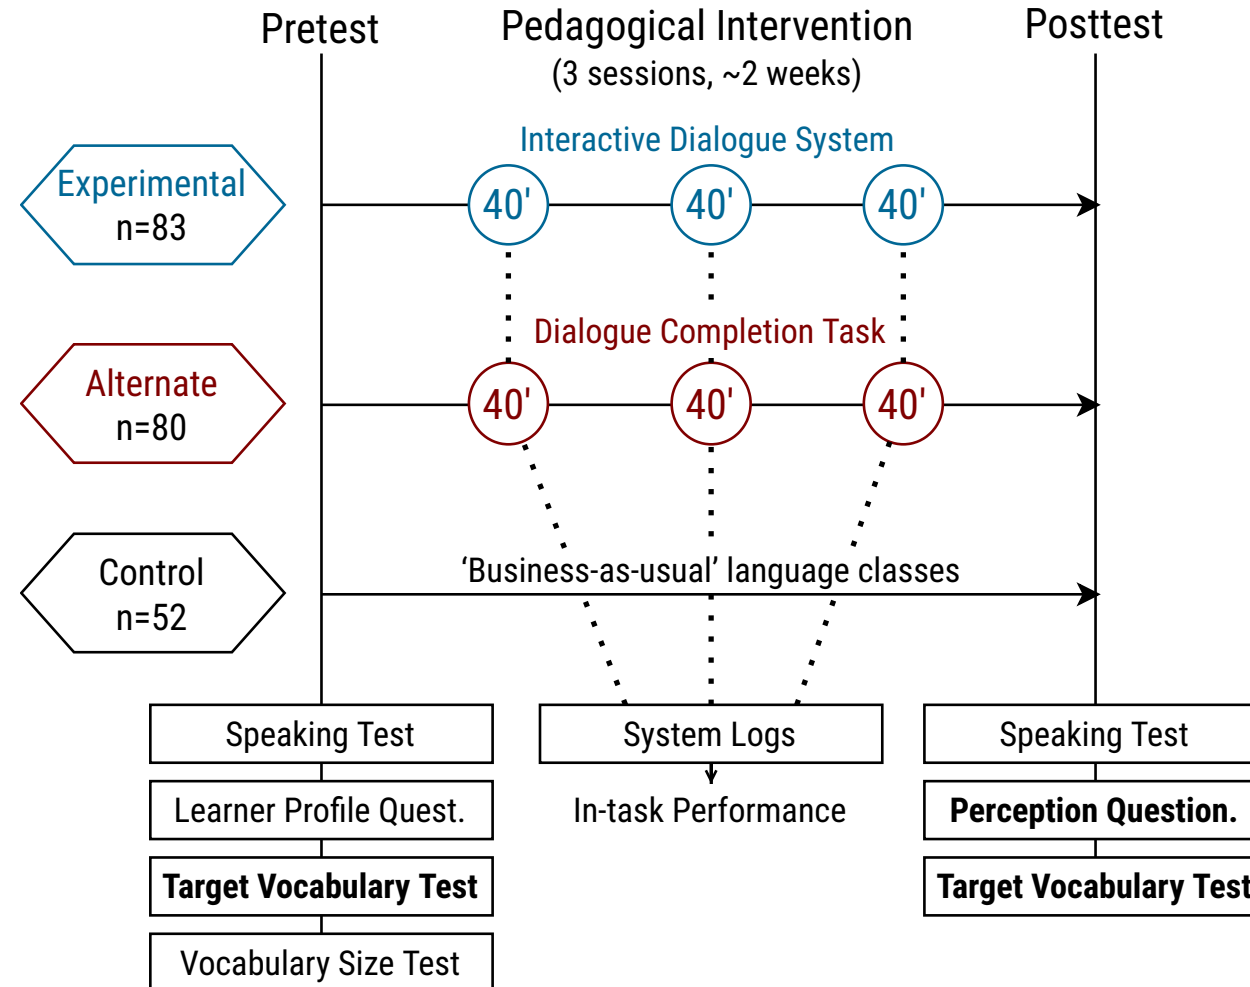 Pretest
Pedagogical Intervention
(3 sessions, ~2 weeks)
Posttest
Interactive Dialogue System
Experimental
n=83
40'
40'
40'
Dialogue Completion Task
Alternate
n=80
40'
40'
40'
Control
n=52
‘Business-as-usual’ language classes
Speaking Test
Learner Profile Quest.
Target Vocabulary Test
Vocabulary Size Test
System Logs
In-task Performance
Speaking Test
Perception Question.
Target Vocabulary Test